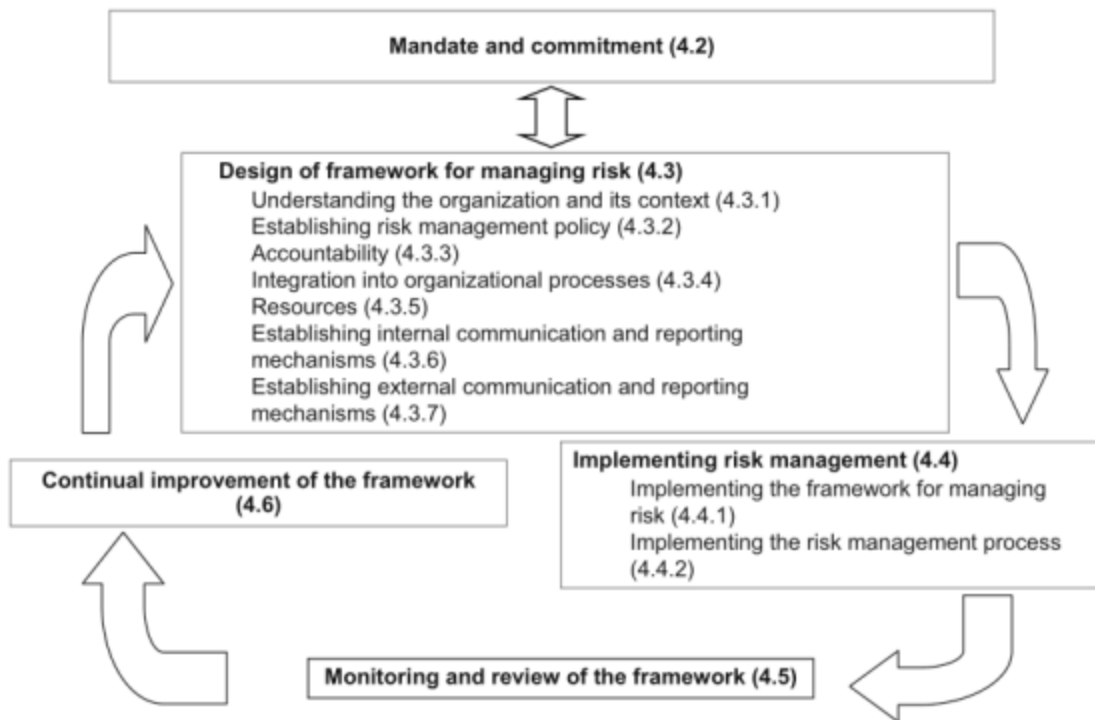 Mandate and commitment (4.2)
Design of framework for managing risk (4.3)
Understanding the organization and its context (4.3.1)
Establishing risk management policy (4.3.2)
Accountability (4.3.3)
Integration into organizational processes (4.3.4)
Resources (4.3.5)
Establishing internal communication and reporting
mechanisms (4.3.6)
Establishing external communication and reporting
mechanisms (4.3.7)
Implementing risk management (4.4)
Implementing the framework for managing
risk (4.4.1)
Implementing the risk management process
(4.4.2)
Monitoring and review of the framework (4.5)
Continual improvement of the framework
(4.6)